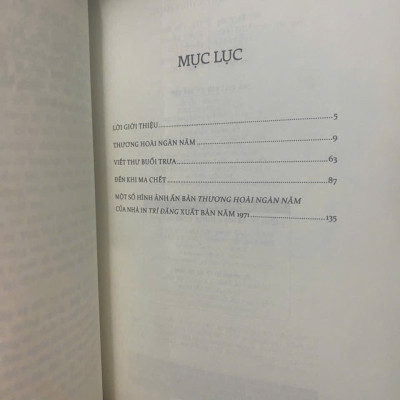 MỤC LỤC
LỜI GIỚI THIỆU 5
THƯƠNG HOÀI NGÀN NĂM 9
VIẾT THƯ BUỔI TRƯA 63
ĐẾN KHI MA CHẾT 87
MỘT SỐ HÌNH ẢNH ẤN BẢN THƯƠNG HOÀI NGÀN NĂM
CỦA NHÀ IN TRÍ ĐĂNG XUẤT BẢN NĂM 1971 135